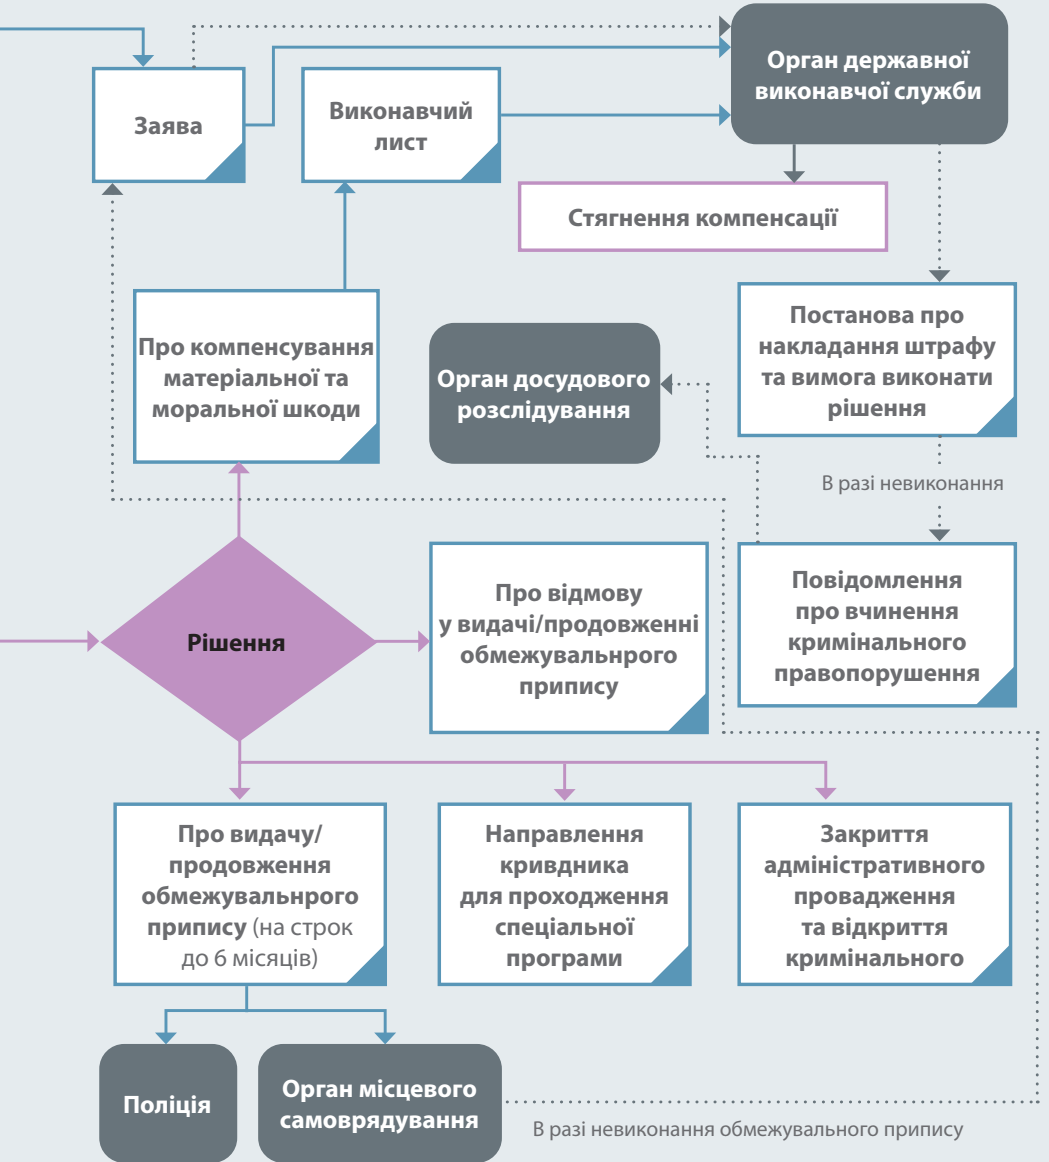 Заява
Виконавчий
лист
Орган державної
виконавчої служби
Стягнення компенсації
Про компенсування
матеріальної та
моральної шкоди
Орган досудового
розслідування
Постанова про
накладання штрафу
та вимога виконати
рішення
В разі невиконання
Рішення
Про відмову
у видачі/продовженні
обмежувальнрого
припису
Повідомлення
про вчинення
кримінального
правопорушення
Про видачу/
продовження
обмежувальнрого
припису (на строк
до 6 місяців)
Направлення
кривдника
для проходження
спеціальної
програми
Закриття
адміністративного
провадження
та відкриття
кримінального
Поліція
Орган місцевого
самоврядування
В разі невиконання обмежувального припису